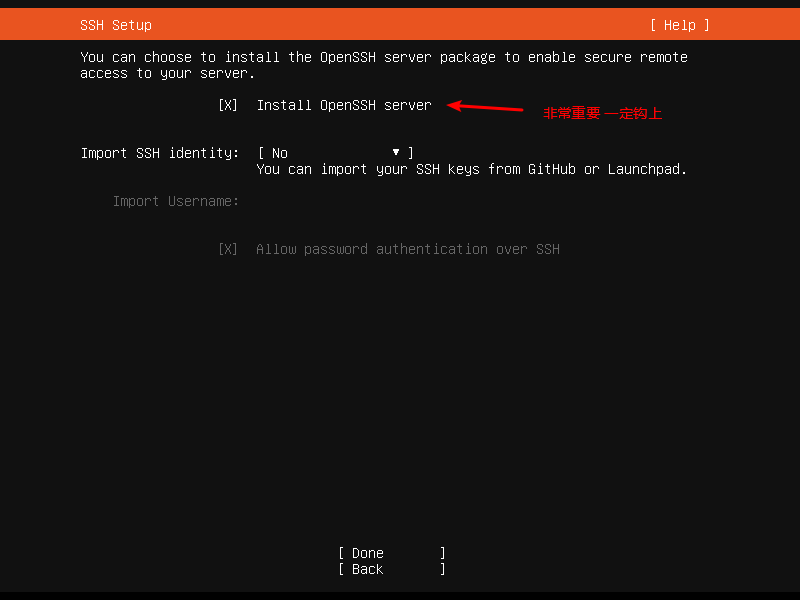 SSH Setup [ Help ]
You can choose to install the OpenSSH server package to enable secure remote
access to your server.
[X] Install OpenSSH server
非常重要 一定钩上
Import SSH identity: [ No ▾ ]
You can import your SSH keys from GitHub or Launchpad.
Import Username:
[X] Allow password authentication over SSH
[ Done ]
[ Back ]